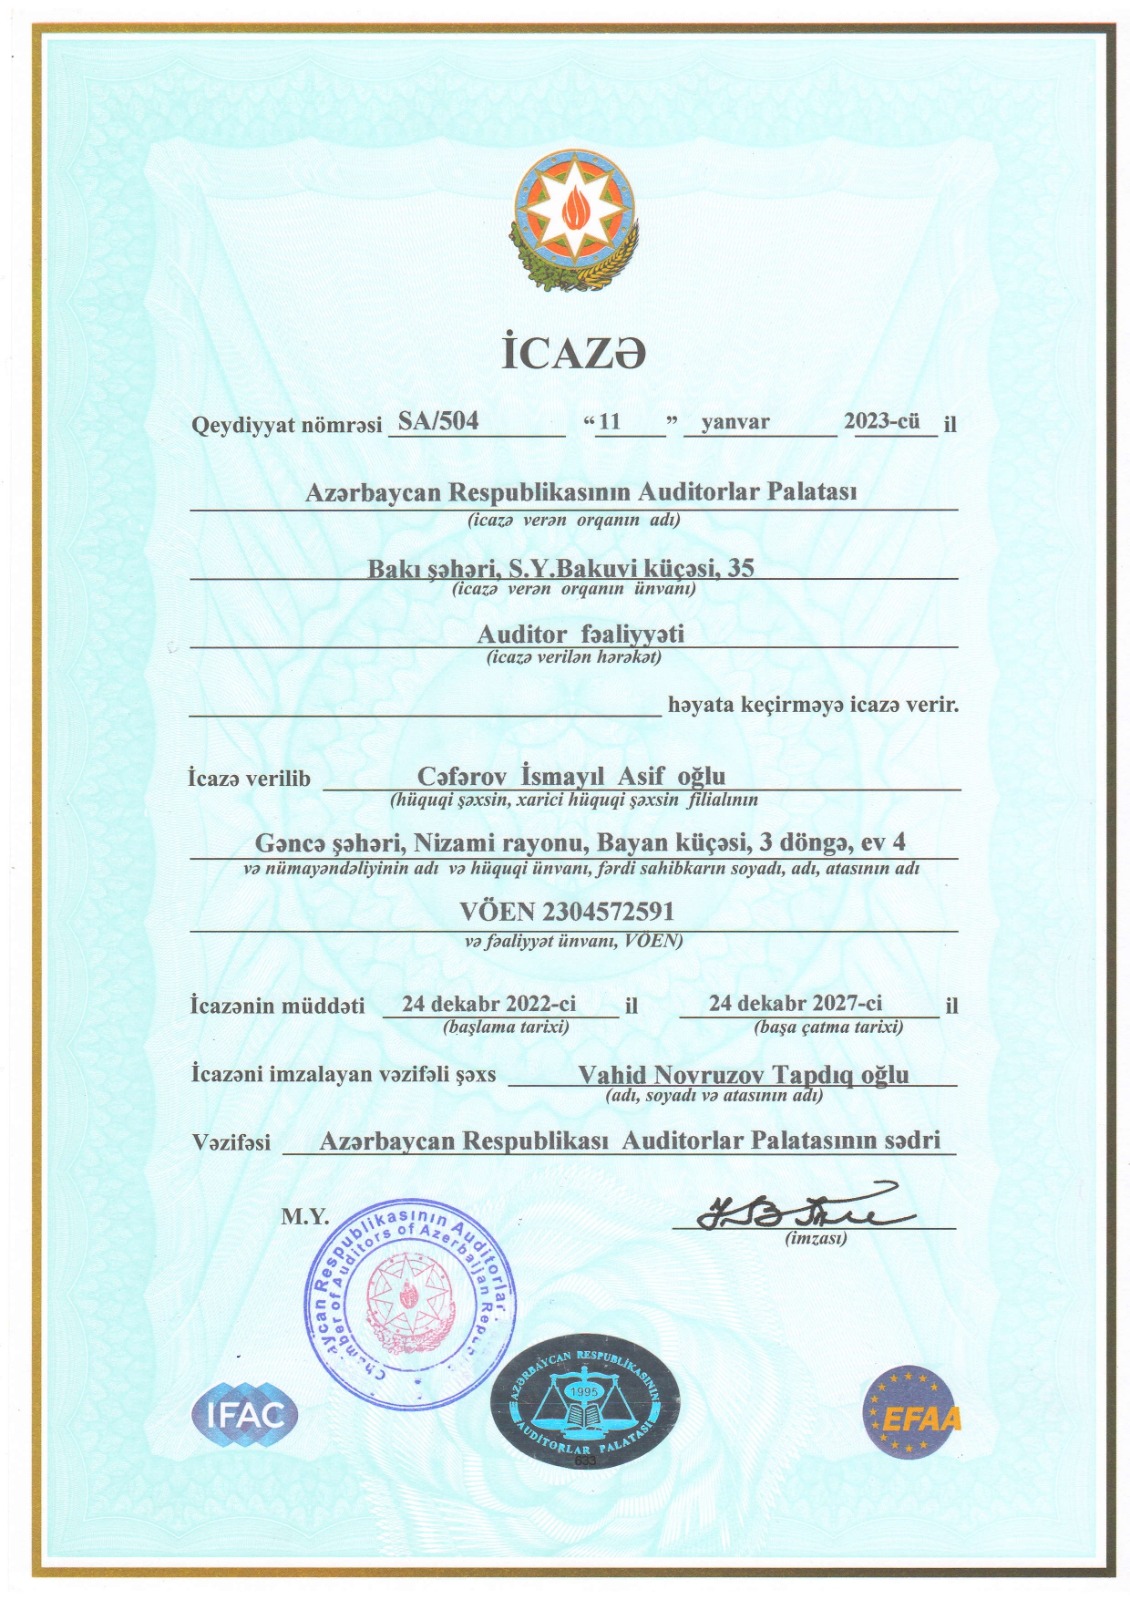 İCAZƏ
Qeydiyyat nömrəsi SA/504 “11 ” yanvar 2023-cü il
Azərbaycan Respublikasının Auditorlar Palatası
(icazə verən orqanın adı)
Bakı şəhəri, S.Y.Bakuvi küçəsi, 35
(icazə verən orqanın ünvanı)
Auditor fəaliyyəti
(icazə verilən hərəkət)
həyata keçirməyə icazə verir.
İcazə verilib Cəfərov İsmayıl Asif oğlu
(hüquqi şəxsin, xarici hüquqi şəxsin filialının
Gəncə şəhəri, Nizami rayonu, Bayan küçəsi, 3 döngə, ev 4
və nümayəndəliyinin adı və hüquqi ünvanı, fərdi sahibkarın soyadı, adı, atasının adı
VÖEN 2304572591
və fəaliyyət ünvanı, VÖEN)
İcazənin müddəti 24 dekabr 2022-ci il 24 dekabr 2027-ci il
(başlama tarixi) (başa çatma tarixi)
İcazəni imzalayan vəzifəli şəxs Vahid Novruzov Tapdıq oğlu
(adı, soyadı və atasının adı)
Vəzifəsi Azərbaycan Respublikası Auditorlar Palatasının sədri
M.Y.
(imzası)
Respublikasının Auditorlar
Chamber of Auditors of Azerbaijan
IFAC
AZƏRBAYCAN RESPUBLİKASININ
1995
AUDİTORLAR PALATASI
633
EFAA